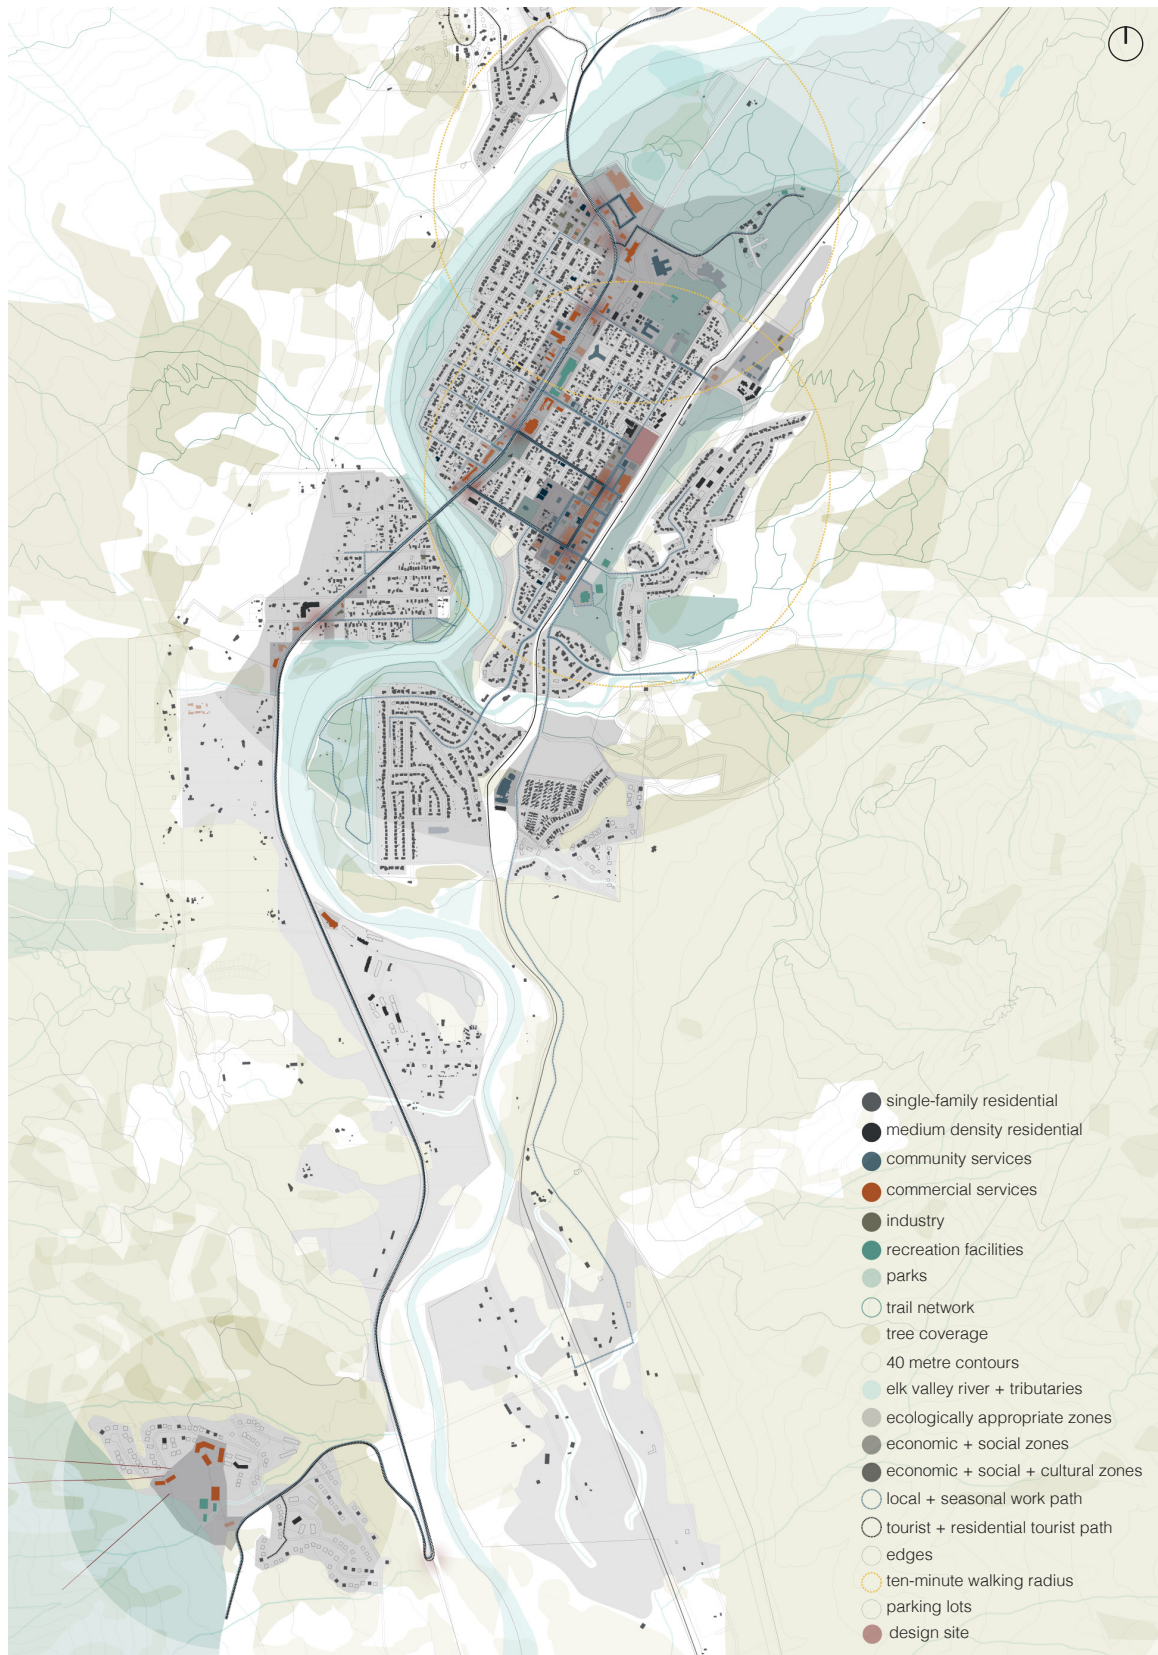 single-family residential
medium density residential
community services
commercial services
industry
recreation facilities
parks
trail network
tree coverage
40 metre contours
elk valley river + tributaries
ecologically appropriate zones
economic + social zones
economic + social + cultural zones
local + seasonal work path
tourist + residential tourist path
edges
ten-minute walking radius
parking lots
design site